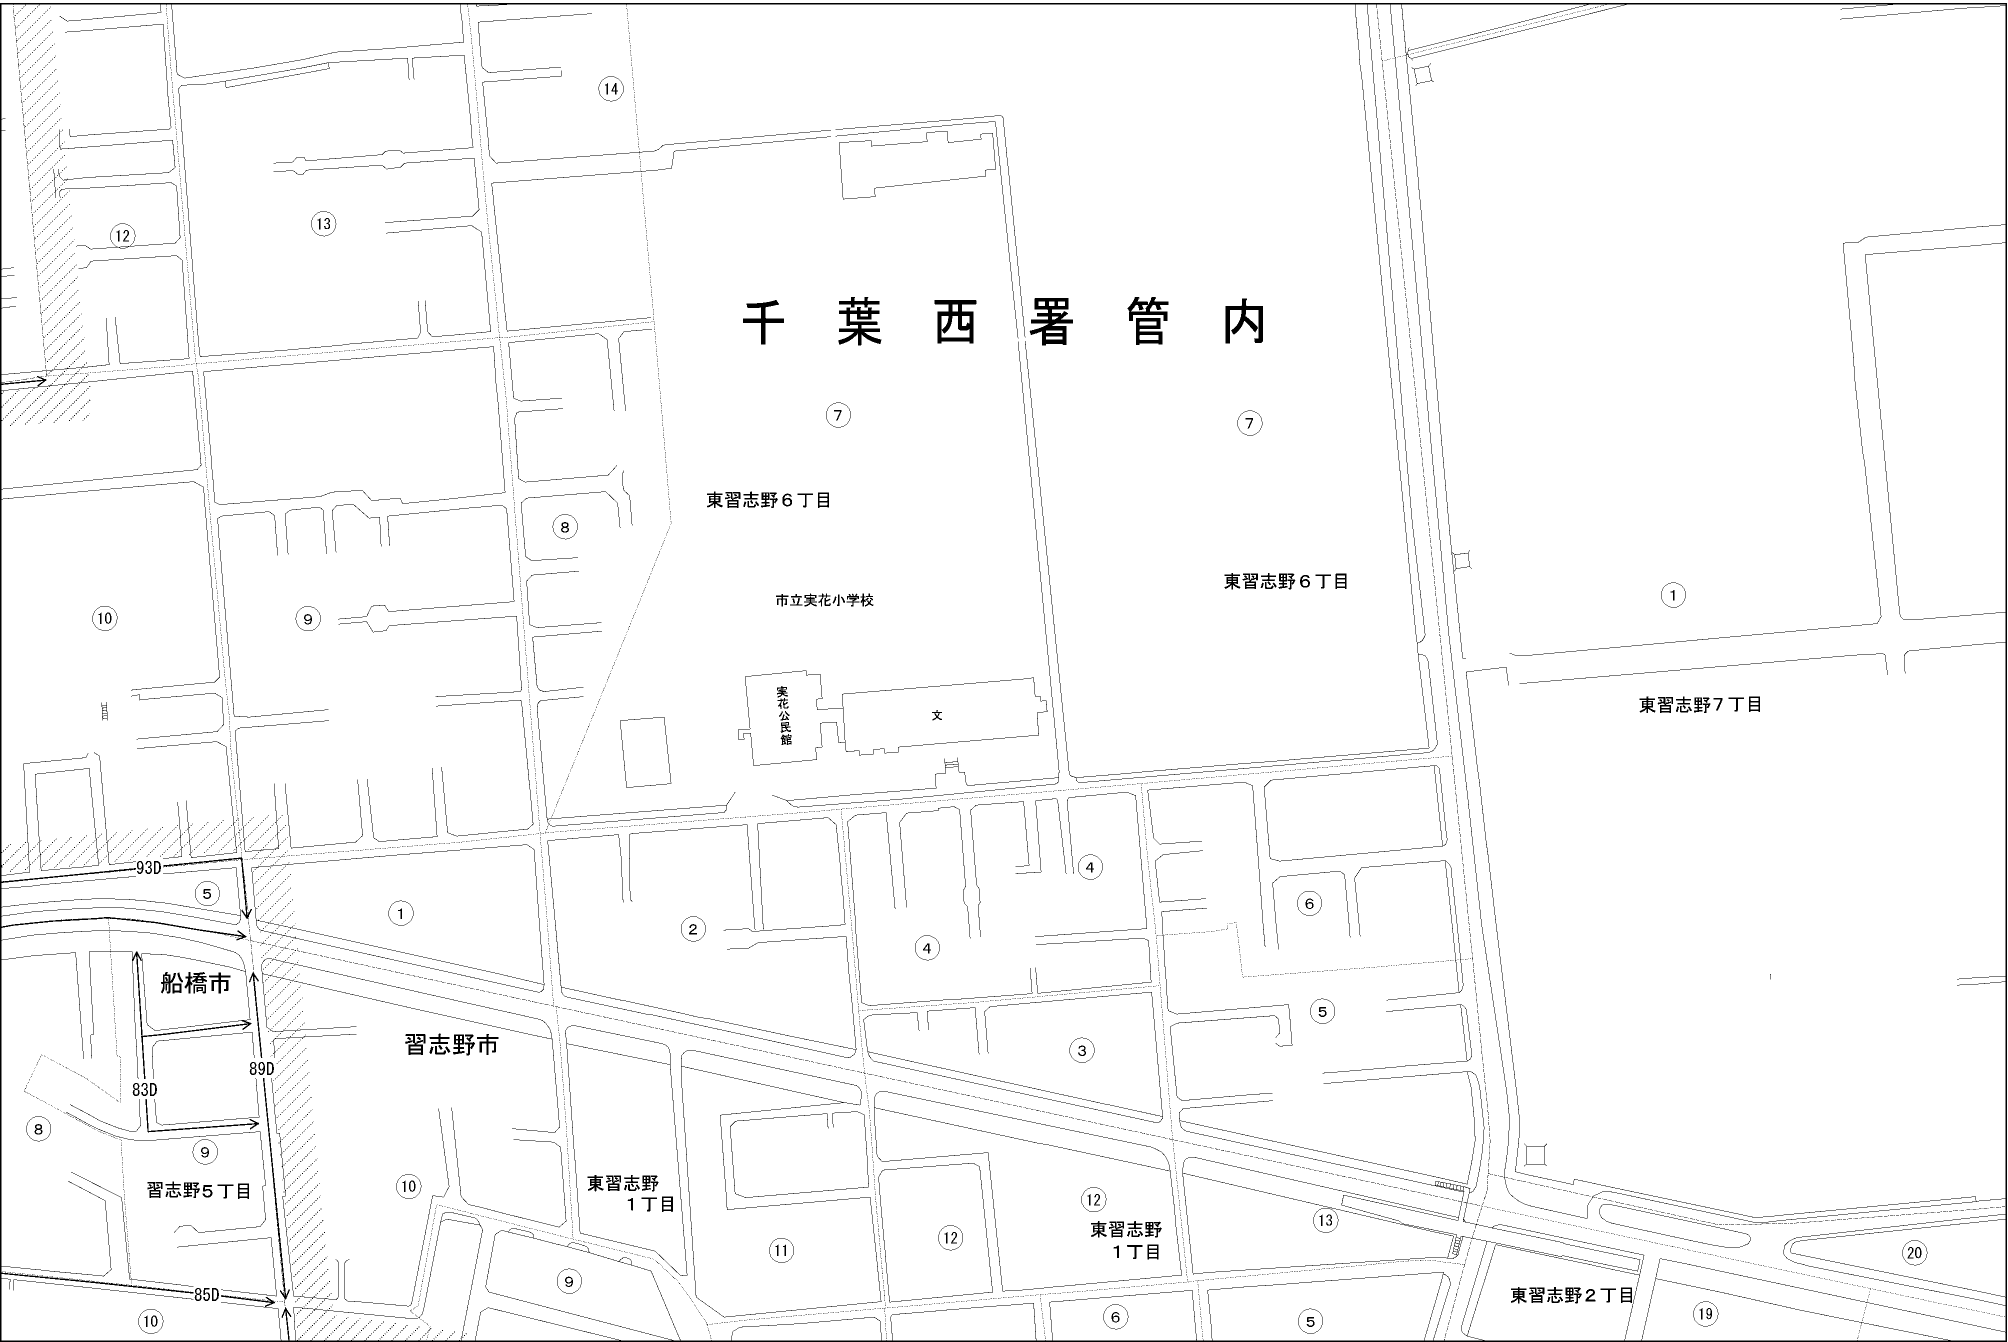 ⑭
⑬
⑫
千葉西署管内
⑦
⑦
東習志野６丁目
⑧
東習志野６丁目
①
市立実花小学校
⑩
⑨
実花公民館
文
東習志野７丁目
93D
⑤
①
②
④
④
⑥
船橋市
習志野市
⑤
③
89D
83D
⑧
⑨
習志野５丁目
⑩
東習志野
１丁目
⑫
東習志野
１丁目
⑬
⑪
⑫
⑳
⑨
85D
⑩
東習志野２丁目
⑥
⑤
⑲